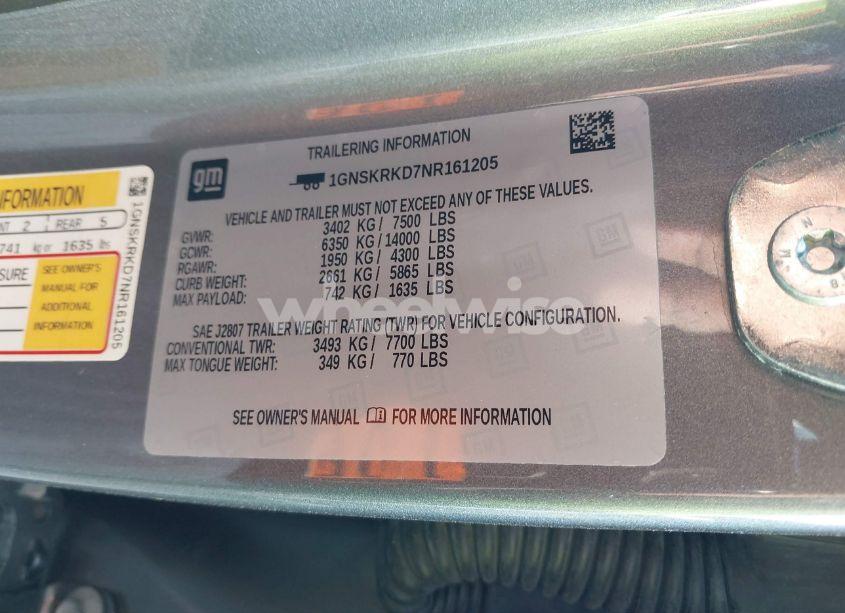 gm
TRAILERING INFORMATION
1GNSKRKD7NR161205
VEHICLE AND TRAILER MUST NOT EXCEED ANY OF THESE VALUES.
GVWR: 3402 KG / 7500 LBS
GCWR: 6350 KG / 14000 LBS
RGAWR: 1950 KG / 4300 LBS
CURB WEIGHT: 2661 KG / 5865 LBS
MAX PAYLOAD: 742 KG / 1635 LBS
SAE J2807 TRAILER WEIGHT RATING (TWR) FOR VEHICLE CONFIGURATION.
CONVENTIONAL TWR: 3493 KG / 7700 LBS
MAX TONGUE WEIGHT: 349 KG / 770 LBS
SEE OWNER'S MANUAL FOR MORE INFORMATION
wheelwise
2 REAR 5
741 kg or 1635 lbs
SEE OWNER'S
MANUAL FOR
ADDITIONAL
INFORMATION
1GNSKRKD7NR161205